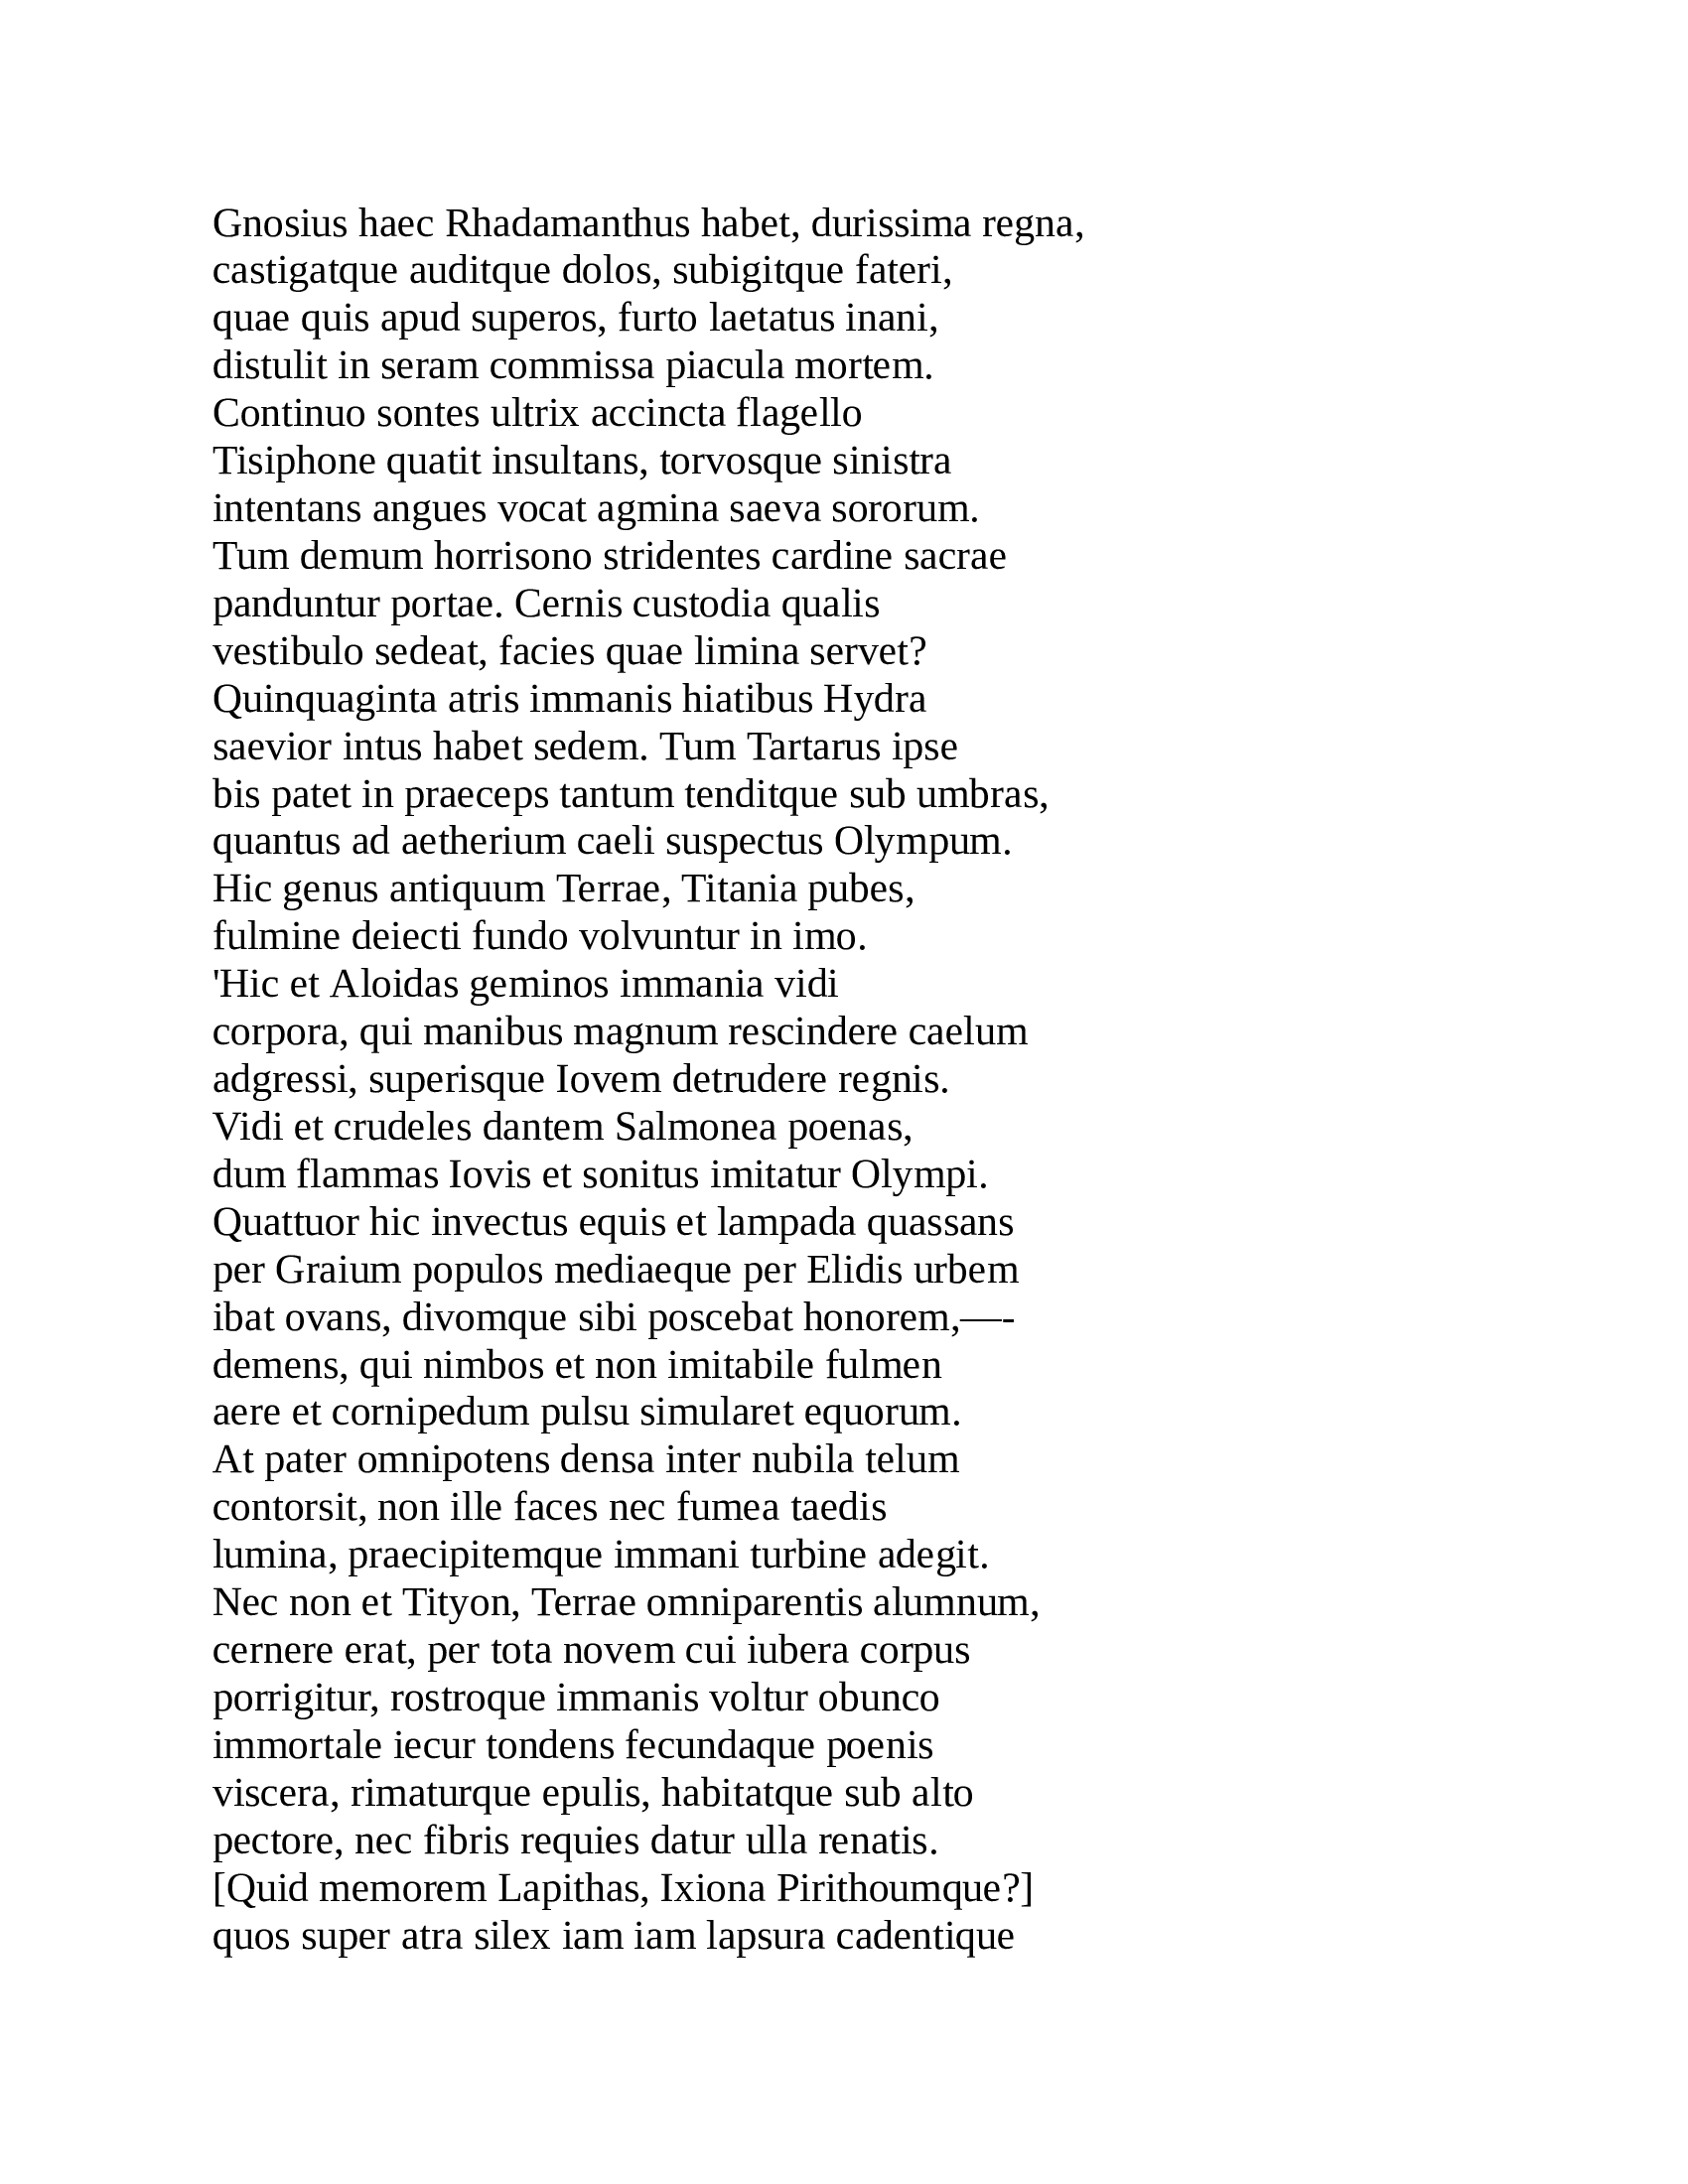 Gnosius haec Rhadamanthus habet, durissima regna,
castigatque auditque dolos, subigitque fateri,
quae quis apud superos, furto laetatus inani,
distulit in seram commissa piacula mortem.
Continuo sontes ultrix accincta flagello
Tisiphone quatit insultans, torvosque sinistra
intentans angues vocat agmina saeva sororum.
Tum demum horrisono stridentes cardine sacrae
panduntur portae. Cernis custodia qualis
vestibulo sedeat, facies quae limina servet?
Quinquaginta atris immanis hiatibus Hydra
saevior intus habet sedem. Tum Tartarus ipse
bis patet in praeceps tantum tenditque sub umbras,
quantus ad aetherium caeli suspectus Olympum.
Hic genus antiquum Terrae, Titania pubes,
fulmine deiecti fundo volvuntur in imo.
'Hic et Aloidas geminos immania vidi
corpora, qui manibus magnum rescindere caelum
adgressi, superisque Iovem detrudere regnis.
Vidi et crudeles dantem Salmonea poenas,
dum flammas Iovis et sonitus imitatur Olympi.
Quattuor hic invectus equis et lampada quassans
per Graium populos mediaeque per Elidis urbem
ibat ovans, divomque sibi poscebat honorem,—-
demens, qui nimbos et non imitabile fulmen
aere et cornipedum pulsu simularet equorum.
At pater omnipotens densa inter nubila telum
contorsit, non ille faces nec fumea taedis
lumina, praecipitemque immani turbine adegit.
Nec non et Tityon, Terrae omniparentis alumnum,
cernere erat, per tota novem cui iubera corpus
porrigitur, rostroque immanis voltur obunco
immortale iecur tondens fecundaque poenis
viscera, rimaturque epulis, habitatque sub alto
pectore, nec fibris requies datur ulla renatis.
[Quid memorem Lapithas, Ixiona Pirithoumque?]
quos super atra silex iam iam lapsura cadentique